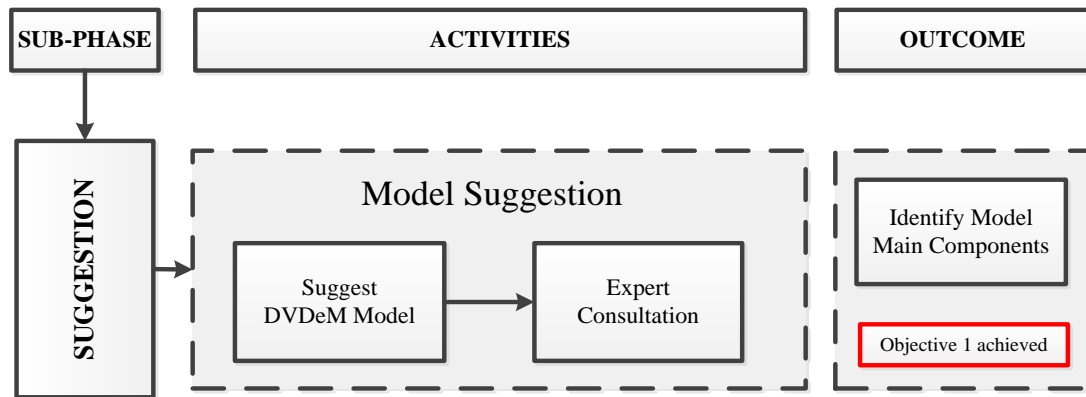 SUB-PHASE
ACTIVITIES
OUTCOME
SUGGESTION
Model Suggestion
Suggest
DVDeM Model
Expert
Consultation
Identify Model
Main Components
Objective 1 achieved